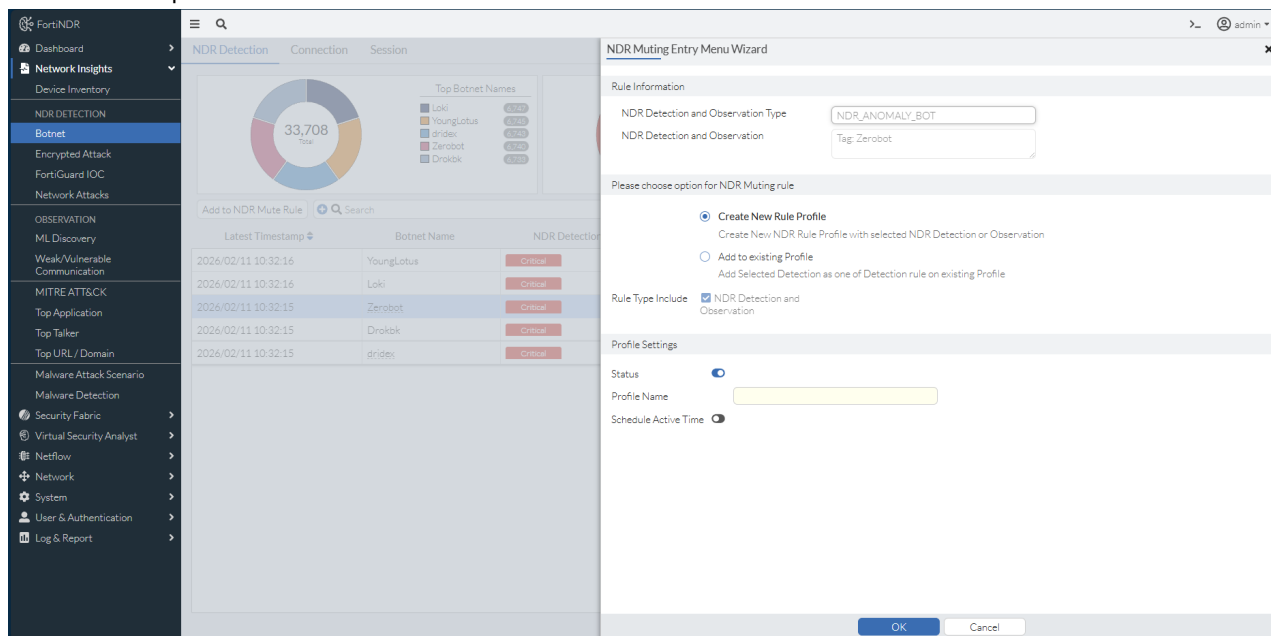 FortiNDR
admin
Dashboard
Network Insights
Device Inventory
NDR DETECTION
Botnet
Encrypted Attack
FortiGuard IOC
Network Attacks
OBSERVATION
ML Discovery
Weak/Vulnerable
Communication
MITRE ATT&CK
Top Application
Top Talker
Top URL / Domain
Malware Attack Scenario
Malware Detection
Security Fabric
Virtual Security Analyst
Netflow
Network
System
User & Authentication
Log & Report
NDR Detection Connection Session
33,708
Total
Top Botnet Names
Loki 6,743
YoungLotus 6,743
dridex 6,740
Zerobot
Drokbk
Add to NDR Mute Rule Search
Latest Timestamp Botnet Name NDR Detection
2026/02/11 10:32:16 YoungLotus Critical
2026/02/11 10:32:16 Loki Critical
2026/02/11 10:32:15 Zerobot Critical
2026/02/11 10:32:15 Drokbk Critical
2026/02/11 10:32:15 dridex Critical
NDR Muting Entry Menu Wizard
Rule Information
NDR Detection and Observation Type NDR_ANOMALY_BOT
NDR Detection and Observation Tag: Zerobot
Please choose option for NDR Muting rule
Create New Rule Profile
Create New NDR Rule Profile with selected NDR Detection or Observation
Add to existing Profile
Add Selected Detection as one of Detection rule on existing Profile
Rule Type Include NDR Detection and
Observation
Profile Settings
Status
Profile Name
Schedule Active Time
OK Cancel